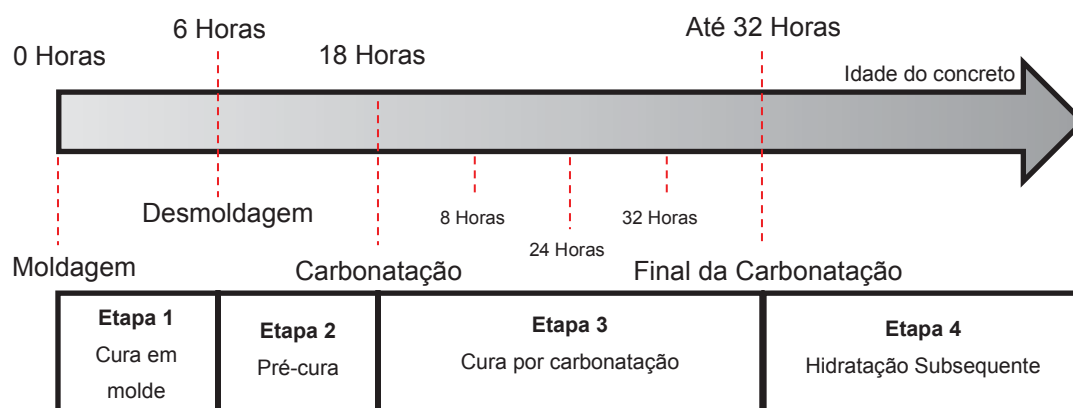 0 Horas
6 Horas
18 Horas
Até 32 Horas
Idade do concreto
Moldagem
Desmoldagem
Carbonatação
8 Horas
24 Horas
32 Horas
Final da Carbonatação
Etapa 1
Cura em
molde
Etapa 2
Pré-cura
Etapa 3
Cura por carbonatação
Etapa 4
Hidratação Subsequente